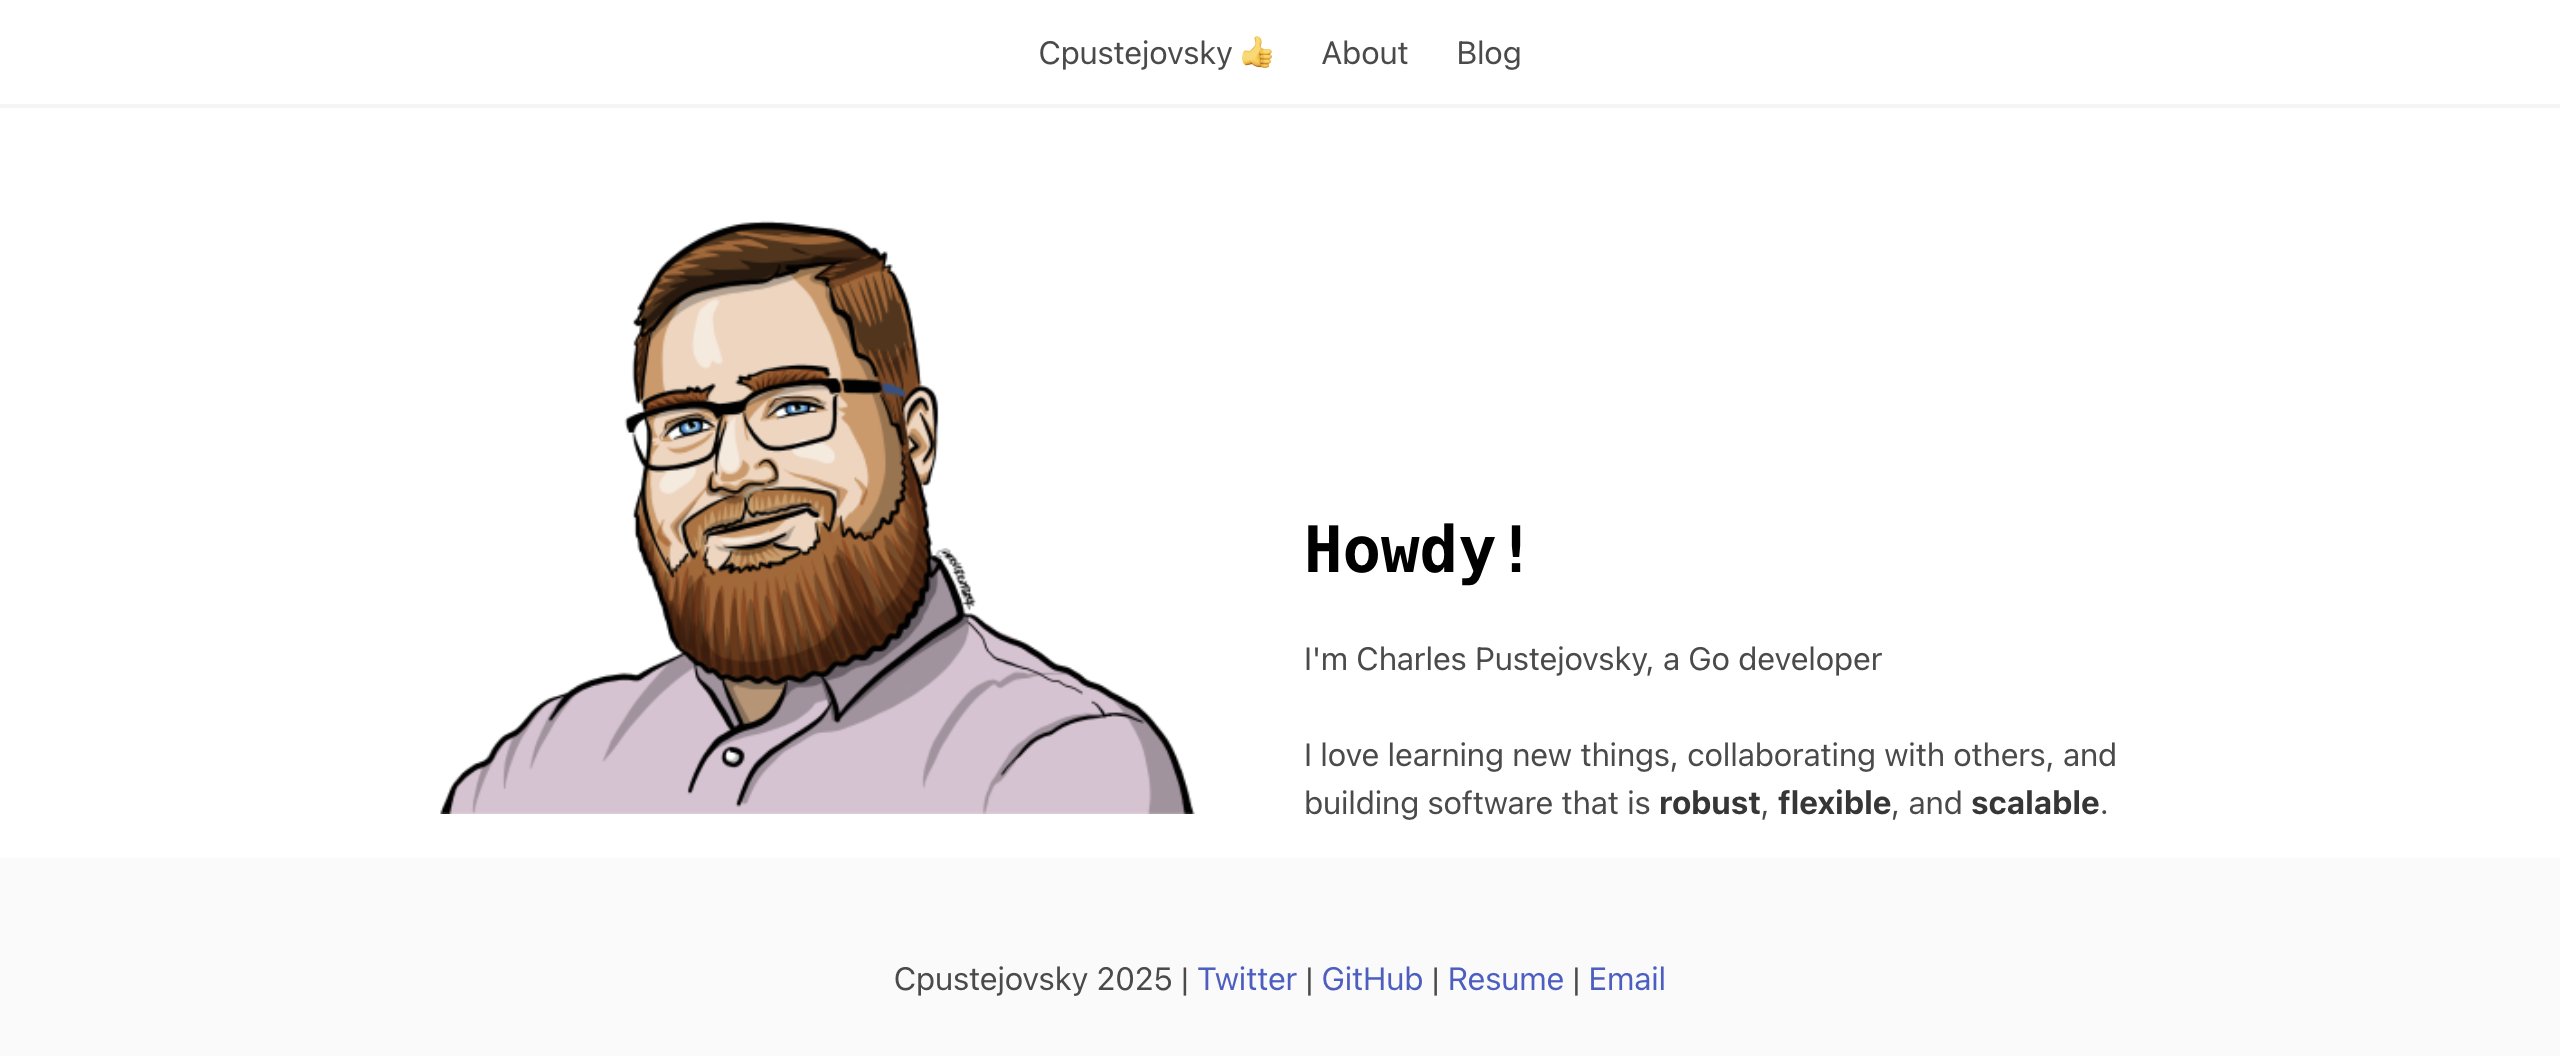 Cpustejovsky 👍 About Blog
Howdy!
I'm Charles Pustejovsky, a Go developer
I love learning new things, collaborating with others, and
building software that is robust, flexible, and scalable.
Cpustejovsky 2025 | Twitter | GitHub | Resume | Email